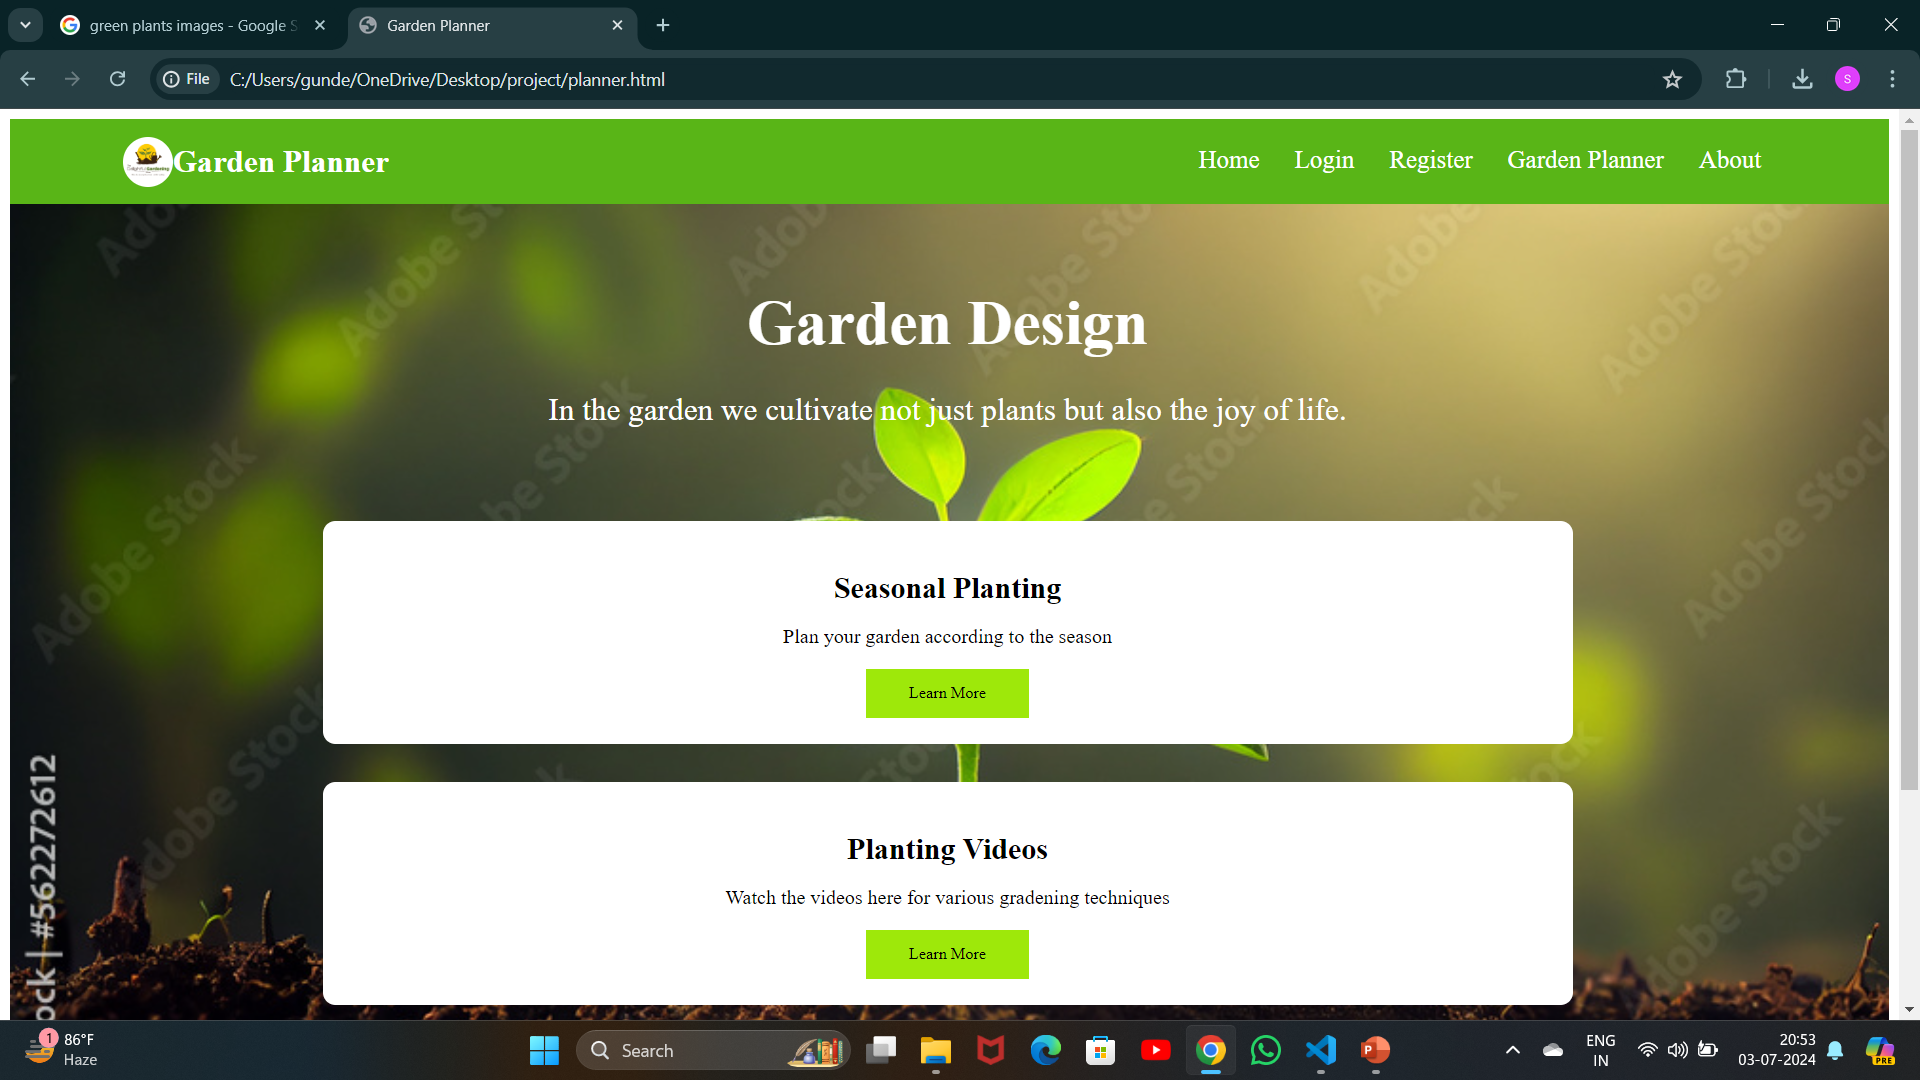 green plants images - Google S
Garden Planner
File
C:/Users/gunde/OneDrive/Desktop/project/planner.html
S
Garden Planner
Home
Login
Register
Garden Planner
About
Garden Design
In the garden we cultivate not just plants but also the joy of life.
Seasonal Planting
Plan your garden according to the season
Learn More
Planting Videos
Watch the videos here for various gradening techniques
Learn More
Adobe Stock
ock | #562272612
1
86°F
Haze
Search
PRE
ENG
IN
20:53
03-07-2024